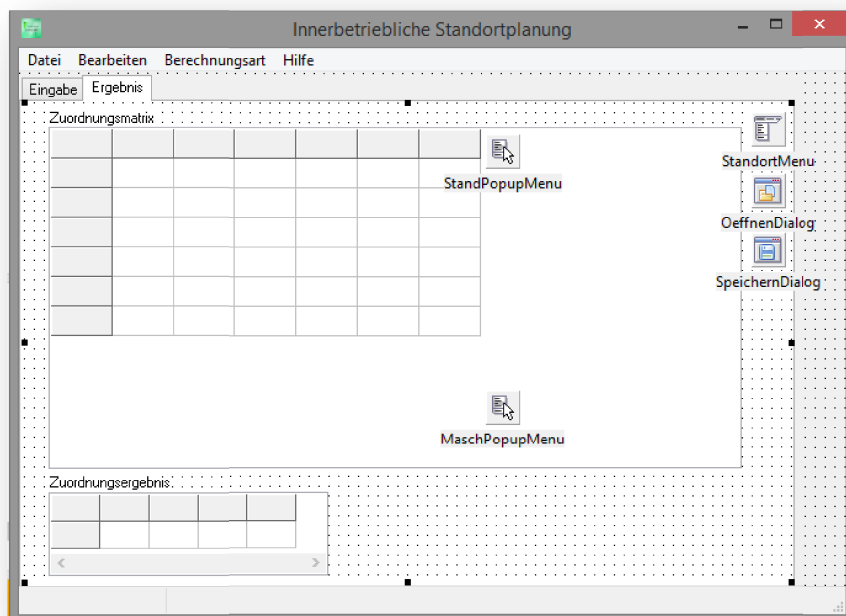 Innerbetriebliche Standortplanung
Datei Bearbeiten Berechnungsart Hilfe
Eingabe Ergebnis
Zuordnungsmatrix
StandPopupMenu
StandortMenu
OeffnenDialog
SpeichernDialog
MaschPopupMenu
Zuordnungsergebnis